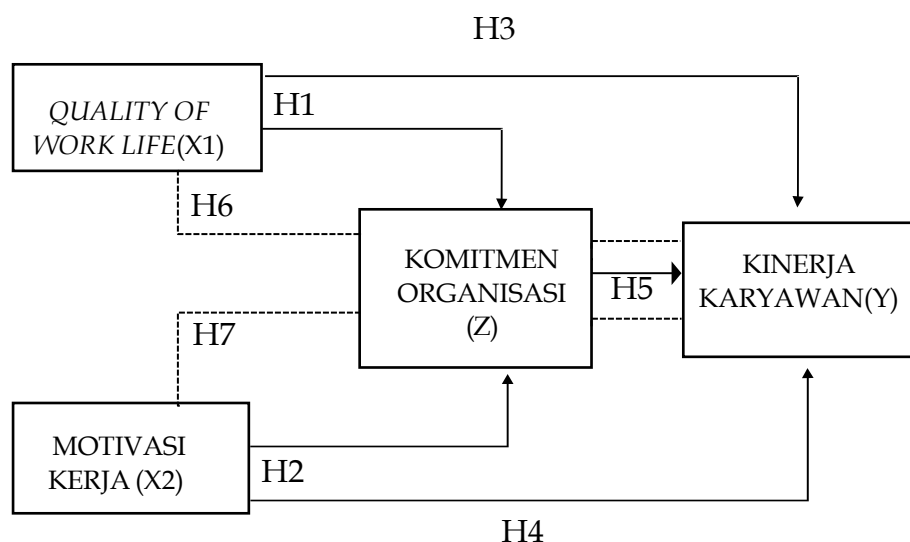 H3
QUALITY OF
WORK LIFE(X1)
H1
H6
KOMITMEN
ORGANISASI
(Z)
H5
KINERJA
KARYAWAN(Y)
H7
MOTIVASI
KERJA (X2)
H2
H4